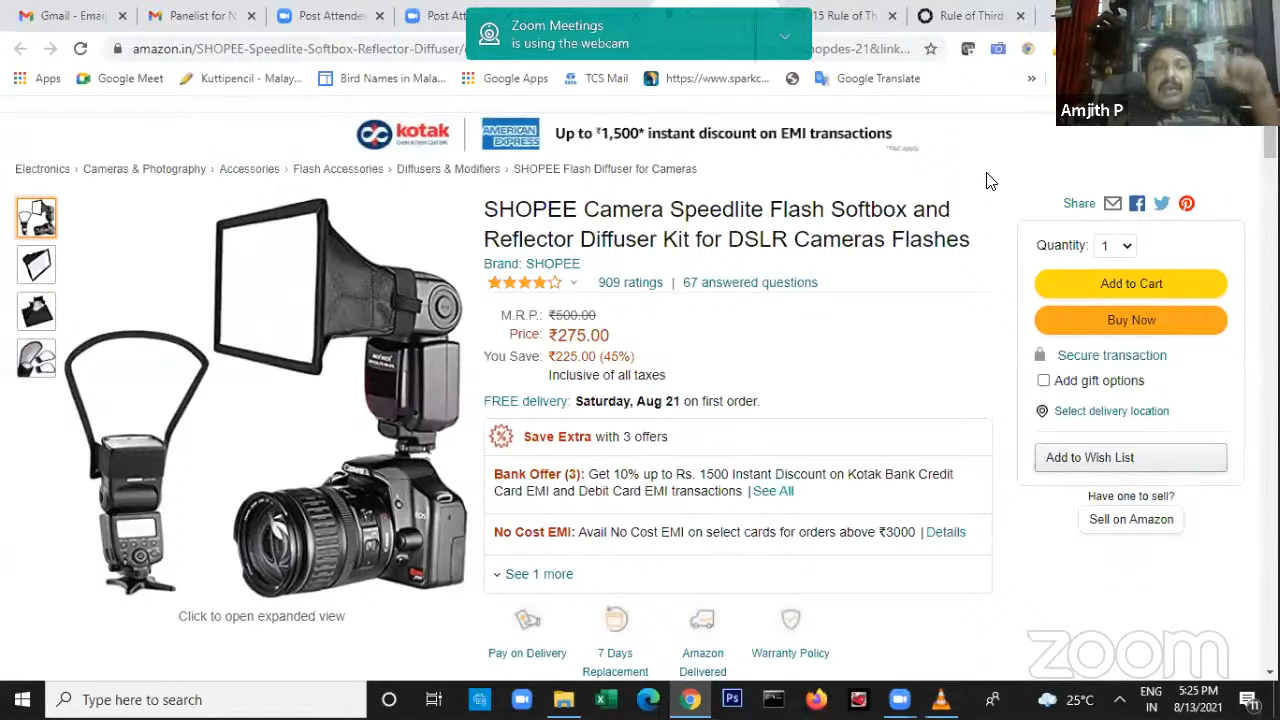 Gmail - I
Panelists for N
Post Attended
Post Att
15 Rule of Th
Rule of Third
Zoom Meetings
is using the webcam
amazon.in/SHOPEE-Speedlite-Softbox-Reflector-Diffuser/
opdes-21&link...
Apps
Google Meet
Kuttipencil - Malay...
Bird Names in Mala...
Google Apps
TCS Mail
https://www.sparkc...
Google Translate
»
Amjith P
kotak
AMERICAN EXPRESS
Up to ₹1,500* instant discount on EMI transactions
*T&C apply
Electronics › Cameras & Photography › Accessories › Flash Accessories › Diffusers & Modifiers › SHOPEE Flash Diffuser for Cameras
SHOPEE Camera Speedlite Flash Softbox and
Reflector Diffuser Kit for DSLR Cameras Flashes
Brand: SHOPEE
909 ratings | 67 answered questions
M.R.P.: ₹500.00
Price: ₹275.00
You Save: ₹225.00 (45%)
Inclusive of all taxes
FREE delivery: Saturday, Aug 21 on first order.
Save Extra with 3 offers
Bank Offer (3): Get 10% up to Rs. 1500 Instant Discount on Kotak Bank Credit
Card EMI and Debit Card EMI transactions |See All
No Cost EMI: Avail No Cost EMI on select cards for orders above ₹3000 |Details
See 1 more
Pay on Delivery
7 Days
Replacement
Amazon
Delivered
Warranty Policy
Click to open expanded view
Share
Quantity: 1
Add to Cart
Buy Now
Secure transaction
Add gift options
Select delivery location
Add to Wish List
Have one to sell?
Sell on Amazon
zoom
Type here to search
25°C
ENG
IN
5:25 PM
8/13/2021
11